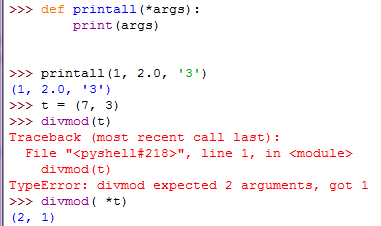 >>> def printall(*args):
        print(args)
>>> printall(1, 2.0, '3')
(1, 2.0, '3')
>>> t = (7, 3)
>>> divmod(t)
Traceback (most recent call last):
  File "<pyshell#218>", line 1, in <module>
    divmod(t)
TypeError: divmod expected 2 arguments, got 1
>>> divmod( *t)
(2, 1)